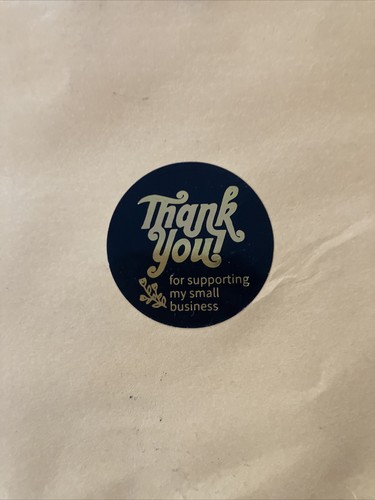 Thank
You!
for supporting
my small
business